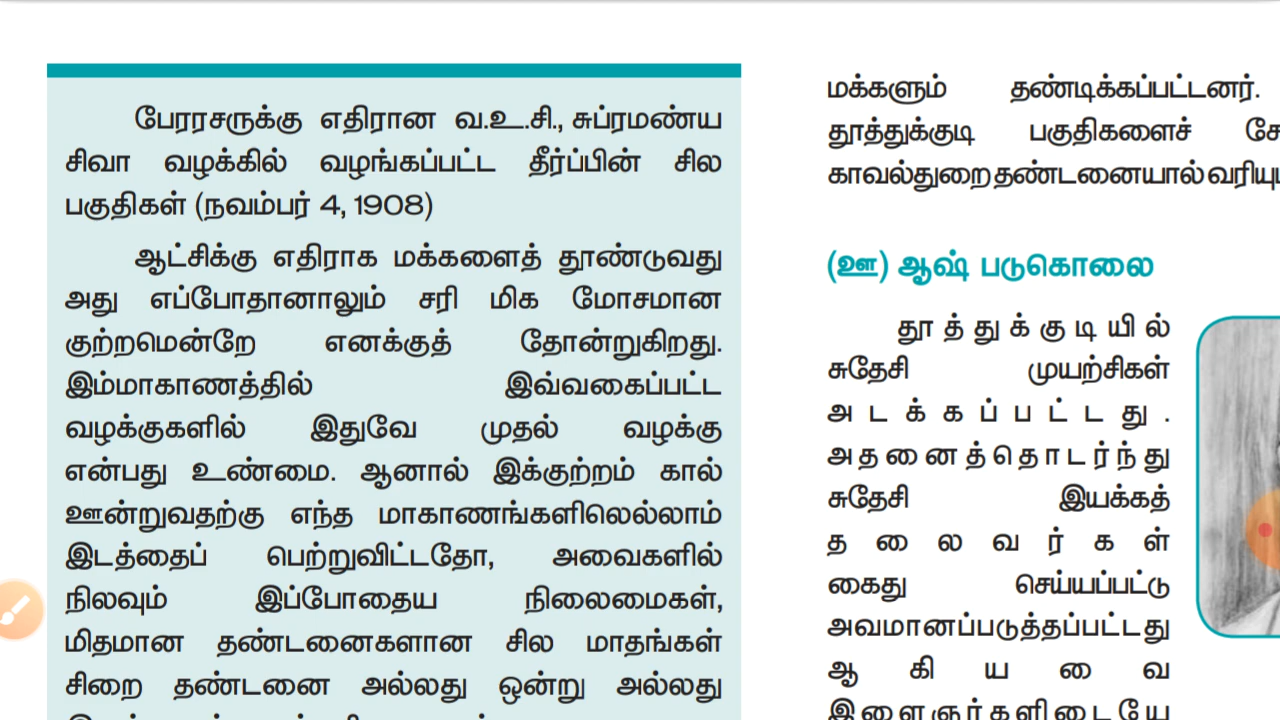 பேரரசருக்கு எதிரான வ.உ.சி., சுப்ரமண்ய
சிவா வழக்கில் வழங்கப்பட்ட தீர்ப்பின் சில
பகுதிகள் (நவம்பர் 4, 1908)
ஆட்சிக்கு எதிராக மக்களைத் தூண்டுவது
அது எப்போதானாலும் சரி மிக மோசமான
குற்றமென்றே எனக்குத் தோன்றுகிறது.
இம்மாகாணத்தில் இவ்வகைப்பட்ட
வழக்குகளில் இதுவே முதல் வழக்கு
என்பது உண்மை. ஆனால் இக்குற்றம் கால்
ஊன்றுவதற்கு எந்த மாகாணங்களிலெல்லாம்
இடத்தைப் பெற்றுவிட்டதோ, அவைகளில்
நிலவும் இப்போதைய நிலைமைகள்,
மிதமான தண்டனைகளான சில மாதங்கள்
சிறை தண்டனை அல்லது ஒன்று அல்லது
மக்களும் தண்டிக்கப்பட்டனர்.
தூத்துக்குடி பகுதிகளைச்
காவல்துறை தண்டனையால்
(ஊ) ஆஷ் படுகொலை
தூத்துக்குடியில்
சுதேசி முயற்சிகள்
அடக்கப்பட்டது.
அதனைத்தொடர்ந்து
சுதேசி இயக்கத்
தலைவர்கள்
கைது செய்யப்பட்டு
அவமானப்படுத்தப்பட்டது
ஆகியவை
இளைஞர்களிடையே